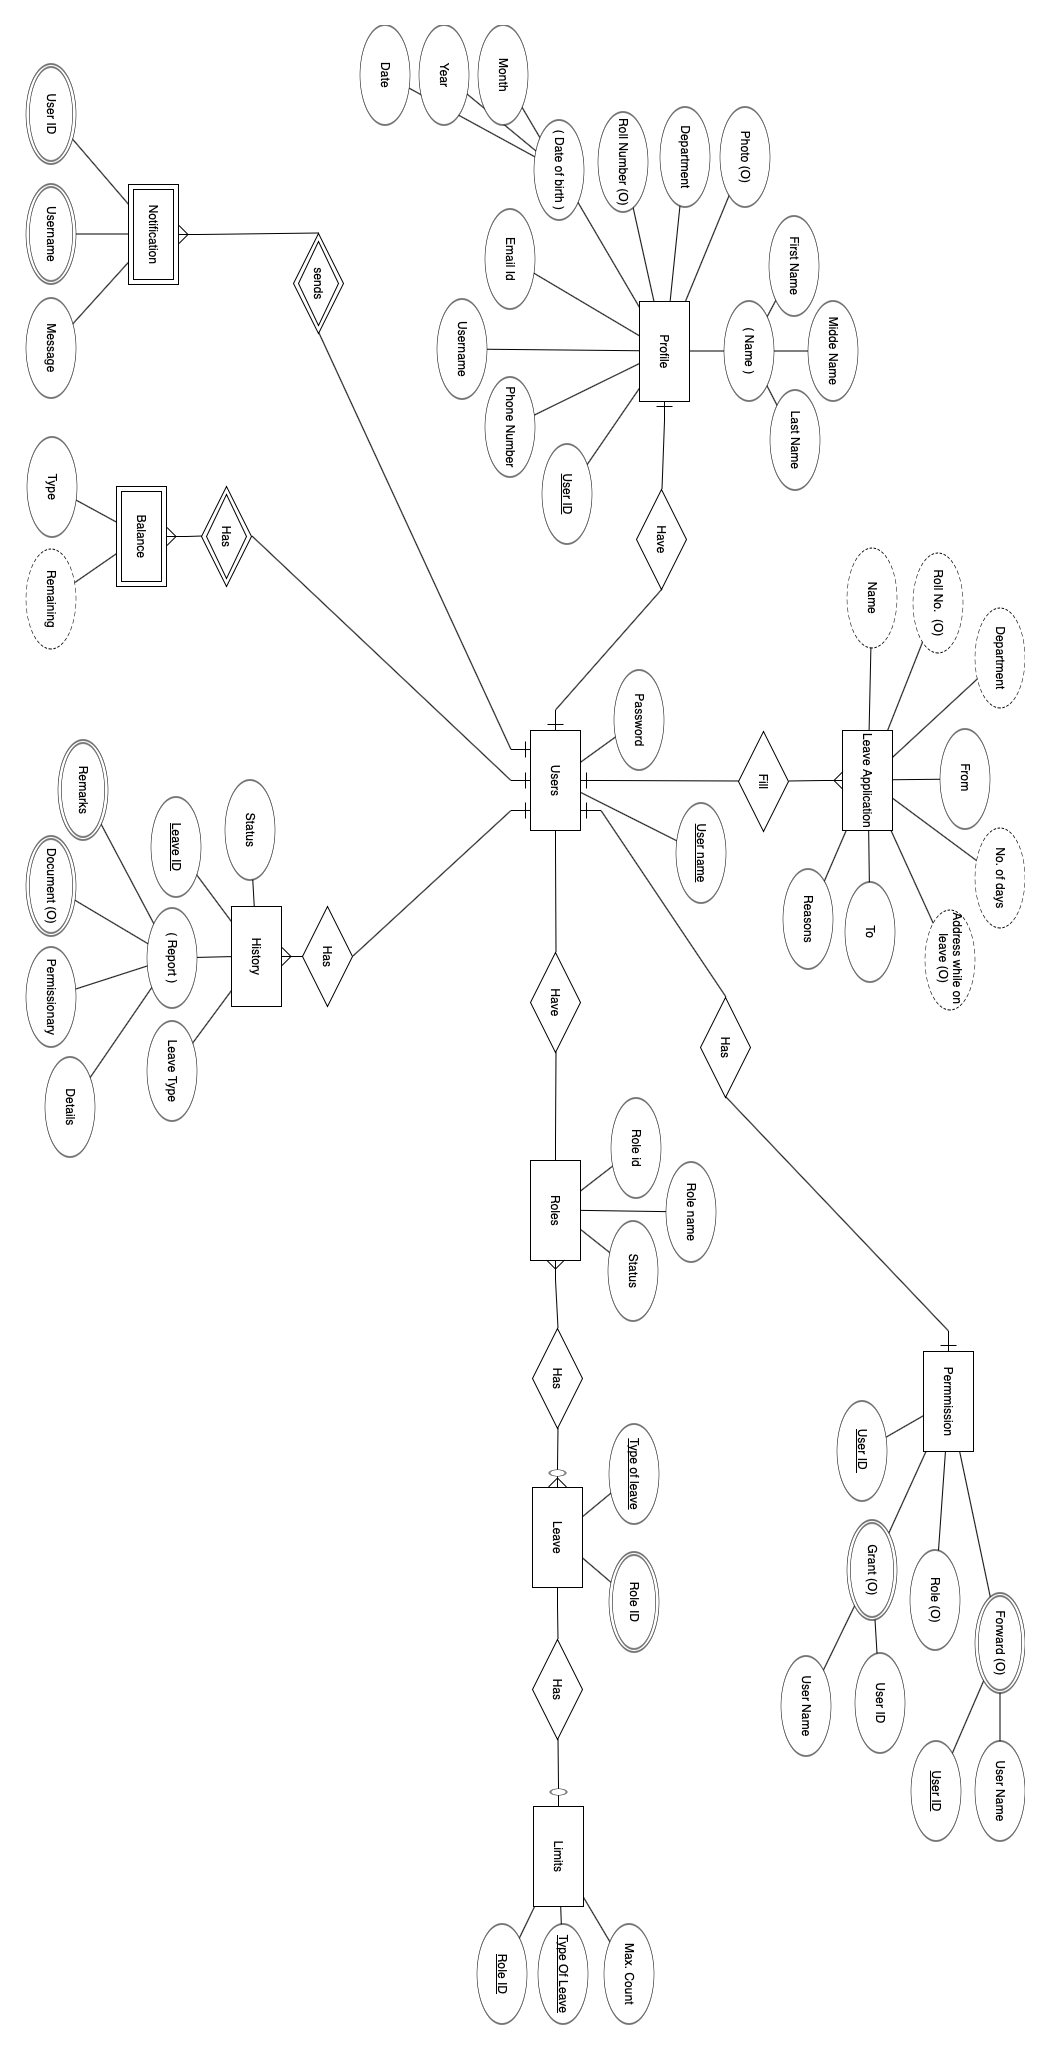 Date
Year
Month
( Date of birth )
Roll Number (O)
Department
Photo (O)
First Name
Midde Name
Last Name
( Name )
Profile
Email Id
Username
Phone Number
User ID
Have
User ID
Username
Message
Notification
sends
Type
Remaining
Balance
Has
Name
Roll No. (O)
Department
From
No. of days
Address while on
leave (O)
To
Reasons
Leave Application
Fill
Password
User name
Users
Status
Leave ID
Remarks
Document (O)
Permissionary
Details
( Report )
Leave Type
History
Has
Have
Has
Role id
Role name
Status
Roles
Has
Permmission
User ID
Grant (O)
Role (O)
Forward (O)
User Name
User ID
User ID
User Name
Type of leave
Role ID
Leave
Has
Limits
Role ID
Type Of Leave
Max. Count